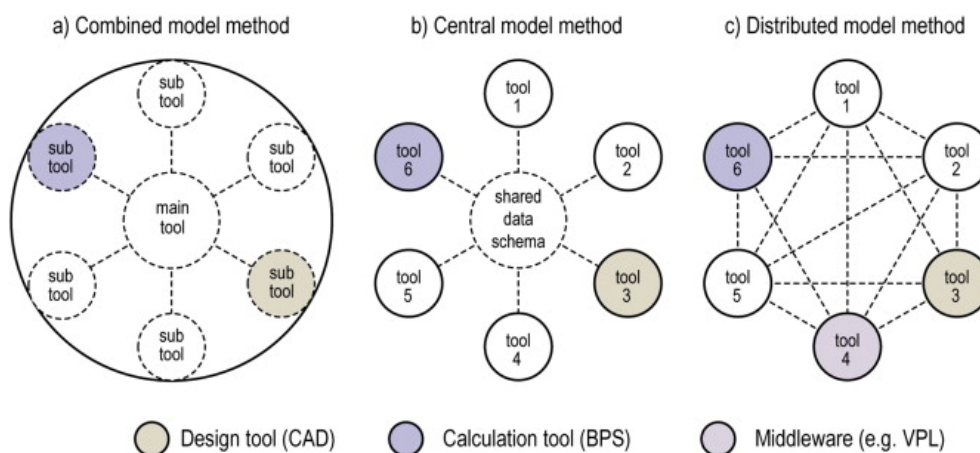 a) Combined model method
b) Central model method
c) Distributed model method
sub
tool
sub
tool
sub
tool
main
tool
sub
tool
sub
tool
sub
tool
tool
1
tool
6
tool
2
shared
data
schema
tool
5
tool
3
tool
4
tool
1
tool
6
tool
2
tool
5
tool
3
tool
4
Design tool (CAD)
Calculation tool (BPS)
Middleware (e.g. VPL)